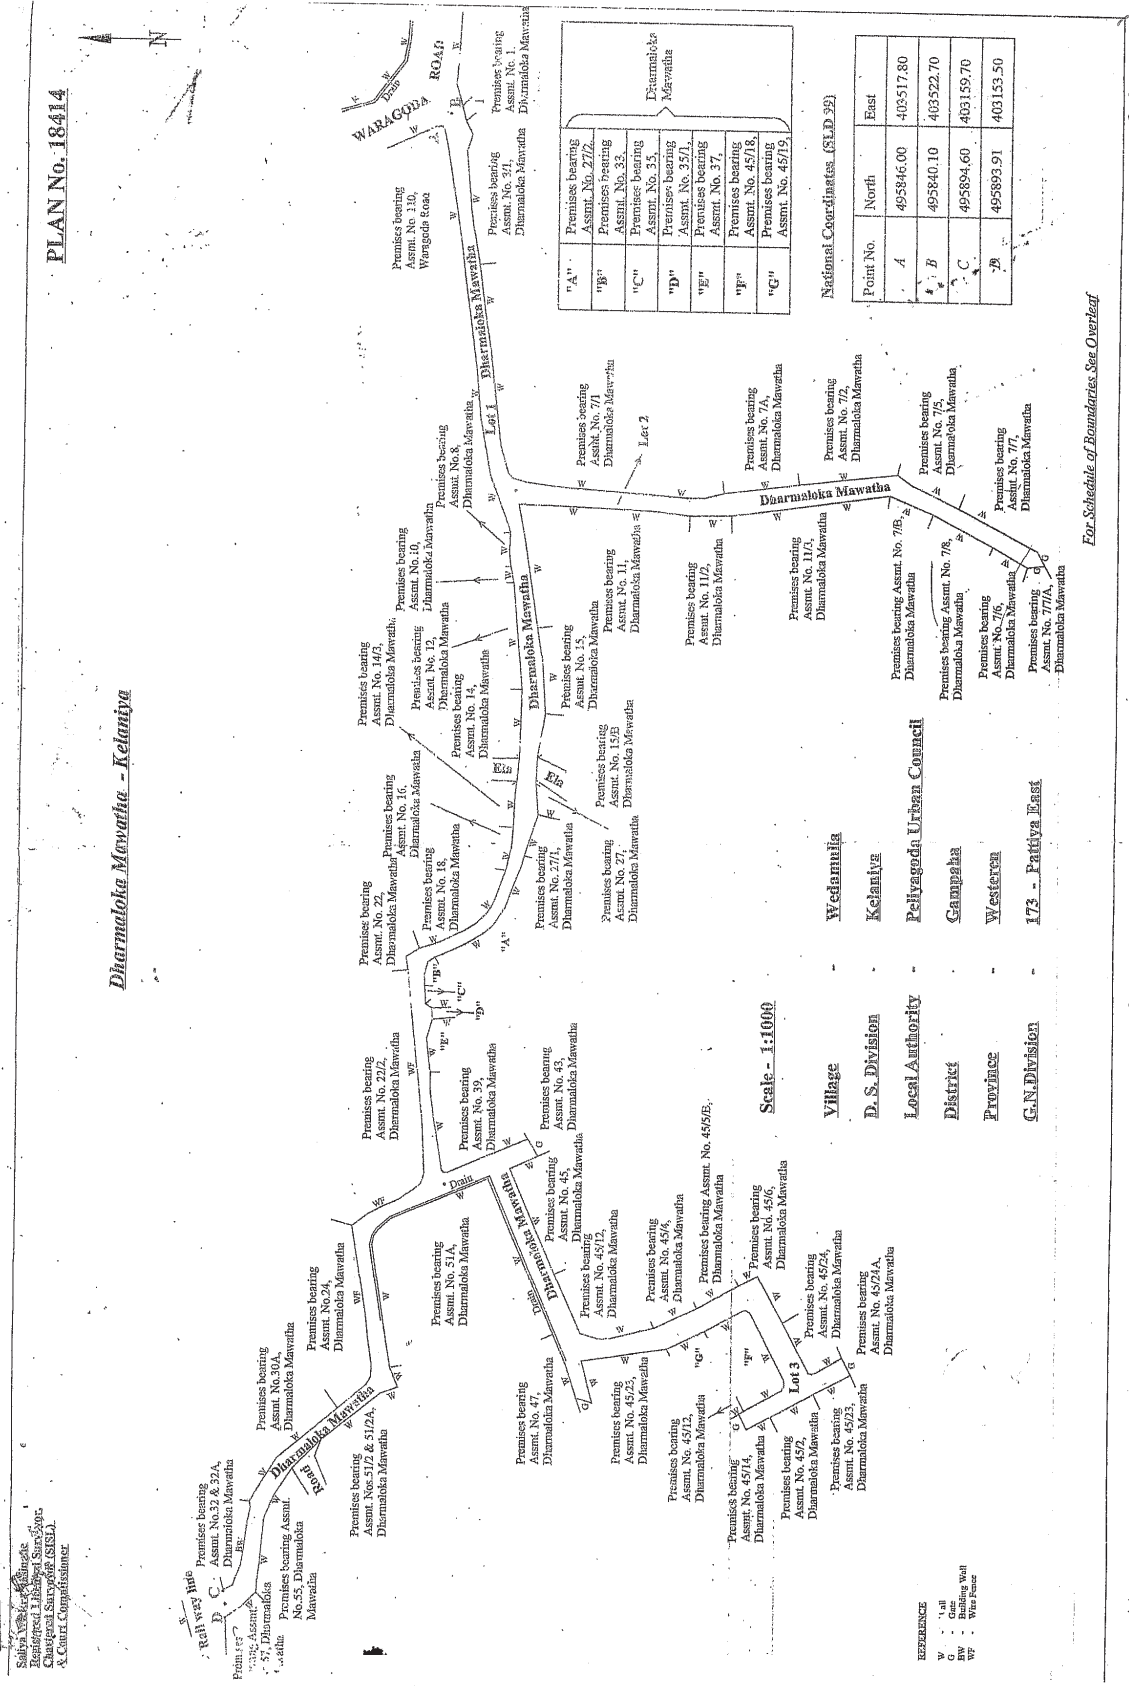 PLAN No. 18414
N
Dharmaloka Mawatha - Kelaniya
Registered Licensed Surveyor,
Chartered Surveyor (SISL),
& Court Commissioner
Railway line
D
C
Premises bearing
Assmt. No.32 & 32A,
Dharmaloka Mawatha
Premises bearing Assmt.
No.55, Dharmaloka
Mawatha
57, Dharmaloka
Premises bearing
Assmt. No.30A,
Dharmaloka Mawatha
Dharmaloka Mawatha
Road
Premises bearing
Assmt. Nos.51/2 & 51/2A,
Dharmaloka Mawatha
Premises bearing
Assmt. No.24,
Dharmaloka Mawatha
Premises bearing
Assmt. No. 51A,
Dharmaloka Mawatha
Premises bearing
Assmt. No. 22/2,
Dharmaloka Mawatha
Premises bearing
Assmt. No. 39,
Dharmaloka Mawatha
Drain
Premises bearing
Assmt. No. 43,
Dharmaloka Mawatha
Dharmaloka Mawatha
Drain
Premises bearing
Assmt. No. 45,
Dharmaloka Mawatha
Premises bearing
Assmt. No. 45/12,
Dharmaloka Mawatha
Premises bearing
Assmt. No. 45/4,
Dharmaloka Mawatha
Premises bearing Assmt. No. 45/5/B,
Dharmaloka Mawatha
Premises bearing
Assmt. No. 45/6,
Dharmaloka Mawatha
Premises bearing
Assmt. No. 45/24,
Dharmaloka Mawatha
Premises bearing
Assmt. No. 45/24A,
Dharmaloka Mawatha
Premises bearing
Assmt. No. 47,
Dharmaloka Mawatha
Premises bearing
Assmt. No. 45/23,
Dharmaloka Mawatha
Premises bearing
Assmt. No. 45/12,
Dharmaloka Mawatha
Premises bearing
Assmt. No. 45/14,
Dharmaloka Mawatha
Premises bearing
Assmt. No. 45/2,
Dharmaloka Mawatha
Premises bearing
Assmt. No. 45/23,
Dharmaloka Mawatha
"G"
"F"
Lot 3
Premises bearing
Assmt. No. 22,
Dharmaloka Mawatha
Premises bearing
Assmt. No. 18,
Dharmaloka Mawatha
"A"
"B"
"C"
"D"
"E"
Premises bearing
Assmt. No. 16,
Dharmaloka Mawatha
Premises bearing
Assmt. No. 14/3,
Dharmaloka Mawatha
Premises bearing
Assmt. No. 14,
Dharmaloka Mawatha
Premises bearing
Assmt. No. 12,
Dharmaloka Mawatha
Premises bearing
Assmt. No. 10,
Dharmaloka Mawatha
Premises bearing
Assmt. No.8,
Dharmaloka Mawatha
Ela
Ela
Premises bearing
Assmt. No. 27/1,
Dharmaloka Mawatha
Premises bearing
Assmt. No. 27,
Dharmaloka Mawatha
Premises bearing
Assmt. No. 15/B
Dharmaloka Mawatha
Premises bearing
Assmt. No. 15,
Dharmaloka Mawatha
Premises bearing
Assmt. No. 11,
Dharmaloka Mawatha
Dharmaloka Mawatha
Lot 1
Dharmaloka Mawatha
Premises bearing
Assmt. No. 110,
Waragoda Road
WARAGODA ROAD
Drain
Premises bearing
Assmt. No. 3/1,
Dharmaloka Mawatha
Premises bearing
Assmt. No. 1,
Dharmaloka Mawatha
Premises bearing
Assmt. No. 7/1
Dharmaloka Mawatha
Lot 2
Premises bearing
Assmt. No. 11/2,
Dharmaloka Mawatha
Premises bearing
Assmt. No. 7A,
Dharmaloka Mawatha
Dharmaloka Mawatha
Premises bearing
Assmt. No. 11/3,
Dharmaloka Mawatha
Premises bearing
Assmt. No. 7/2,
Dharmaloka Mawatha
Premises bearing Assmt. No. 7/B,
Dharmaloka Mawatha
Premises bearing
Assmt. No. 7/5,
Dharmaloka Mawatha
Premises bearing Assmt. No. 7/8,
Dharmaloka Mawatha
Premises bearing
Assmt. No. 7/7,
Dharmaloka Mawatha
Premises bearing
Assmt. No. 7/6,
Dharmaloka Mawatha
Premises bearing
Assmt. No. 7/7/A,
Dharmaloka Mawatha
"A" Premises bearing Assmt. No. 27/2,
"B" Premises bearing Assmt. No. 33,
"C" Premises bearing Assmt. No. 35,
"D" Premises bearing Assmt. No. 35/1,
"E" Premises bearing Assmt. No. 37,
"F" Premises bearing Assmt. No. 45/18,
"G" Premises bearing Assmt. No. 45/19,
Dharmaloka
Mawatha
National Coordinates (SLD 99)
Point No. North East
A 495846.00 403517.80
B 495840.10 403522.70
C 495894.60 403159.70
D 495893.91 403153.50
Scale - 1:1000
Village - Wedamulla
D. S. Division - Kelaniya
Local Authority - Peliyagoda Urban Council
District - Gampaha
Province - Westeren
G.N.Division - 173 - Pattiya East
For Schedule of Boundaries See Overleaf
REFERENCE
W - Wall
G - Gate
BW - Building Wall
WF - Wire Fence